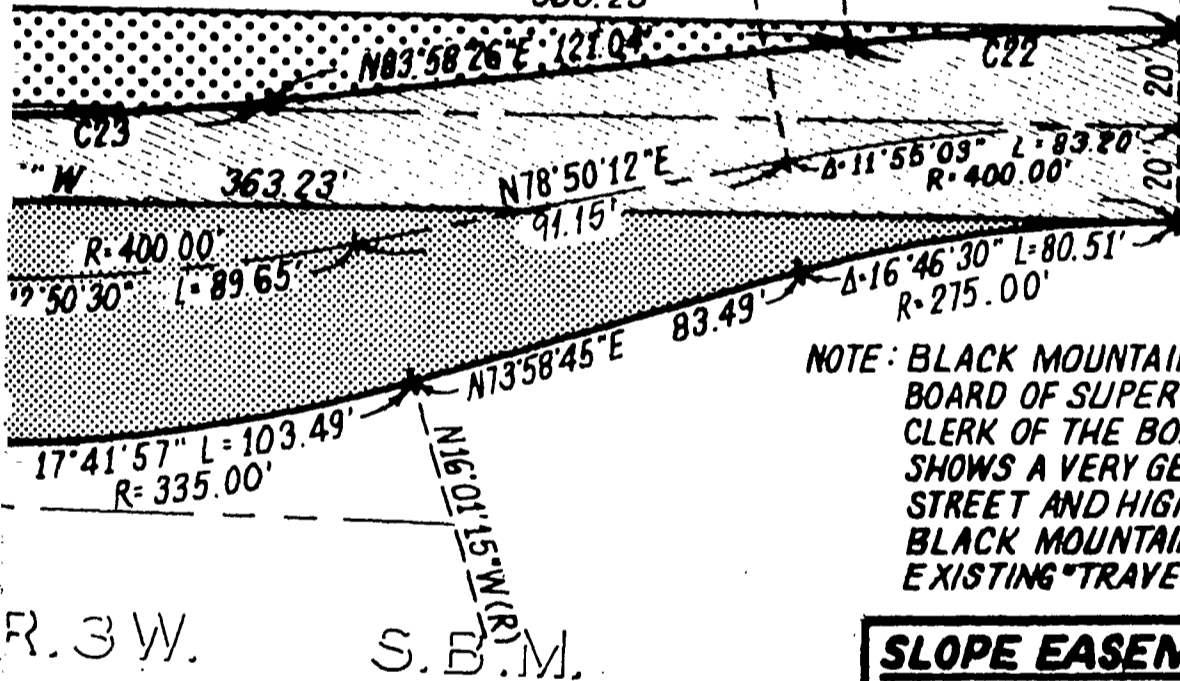 N83°58'26"E 121.04'
C22
20'
C23
Δ=11°55'09" L=83.20'
R=400.00'
20'
" W 363.23'
N78°50'12"E
91.15'
R=400.00'
L=89.65'
2°50'30"
Δ=16°46'30" L=80.51'
R=275.00'
N73°58'45"E 83.49'
17°41'57" L=103.49'
R=335.00'
N16°01'15"W(R)
NOTE: BLACK MOUNTAI
BOARD OF SUPER
CLERK OF THE BO
SHOWS A VERY GE
STREET AND HIG
BLACK MOUNTAI
EXISTING "TRAVE
R. 3 W. S. B. M.
SLOPE EASEM